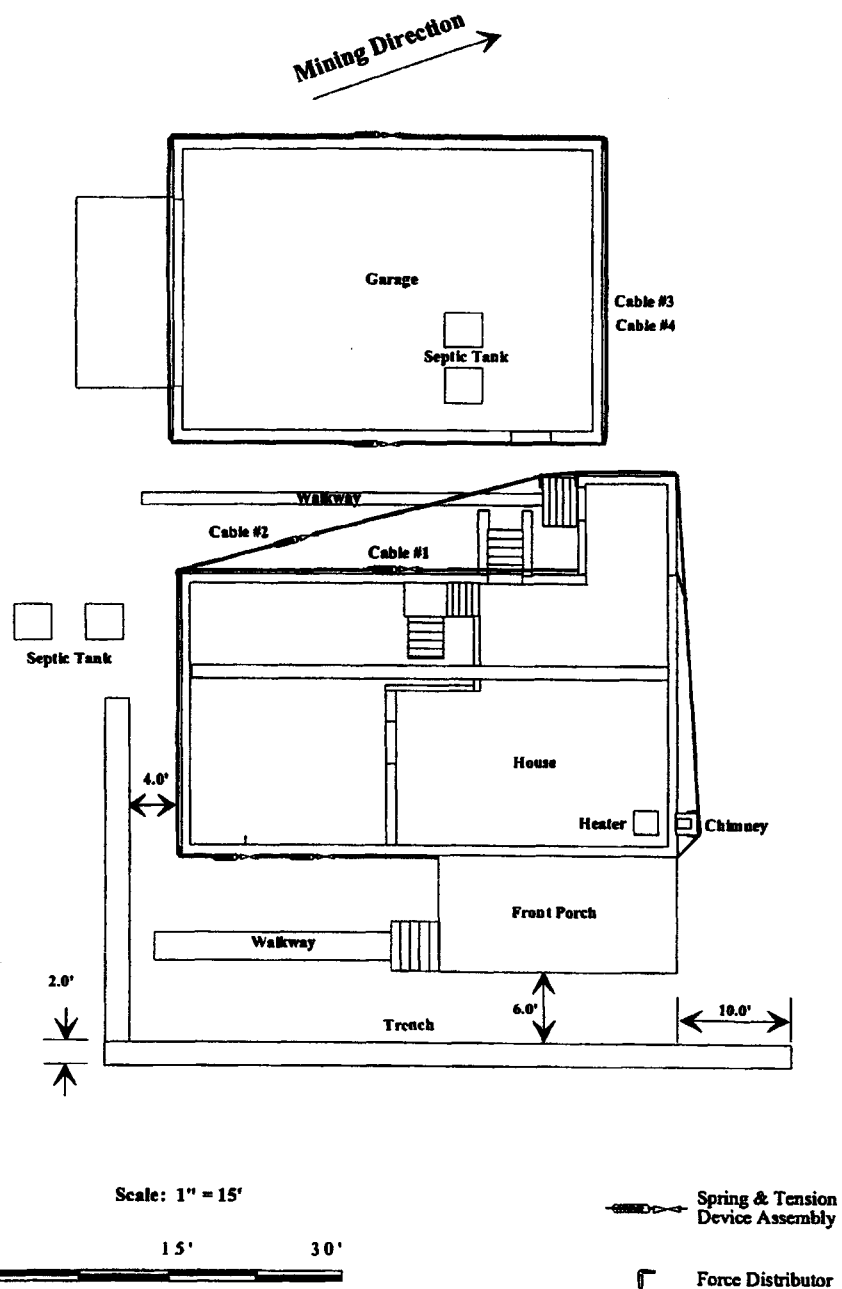 Mining Direction
Garage
Cable #3
Cable #4
Septic Tank
Walkway
Cable #2
Cable #1
Septic Tank
4.0'
House
Heater
Chimney
Front Porch
Walkway
2.0'
6.0'
10.0'
Trench
Scale: 1" = 15'
Spring & Tension
Device Assembly
15'
30'
Force Distributor